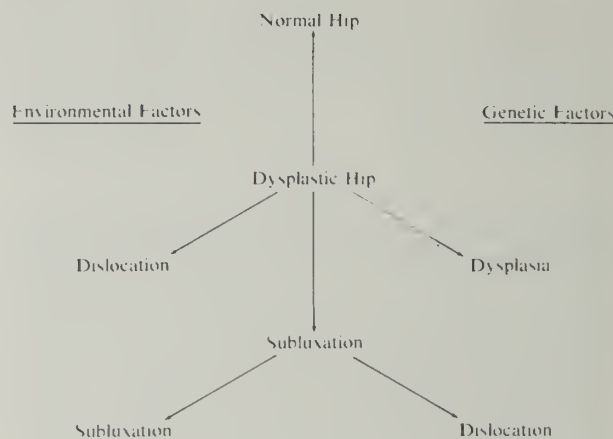 Normal Hip
Environmental Factors
Genetic Factors
Dysplastic Hip
Dislocation
Dysplasia
Subluxation
Subluxation
Dislocation